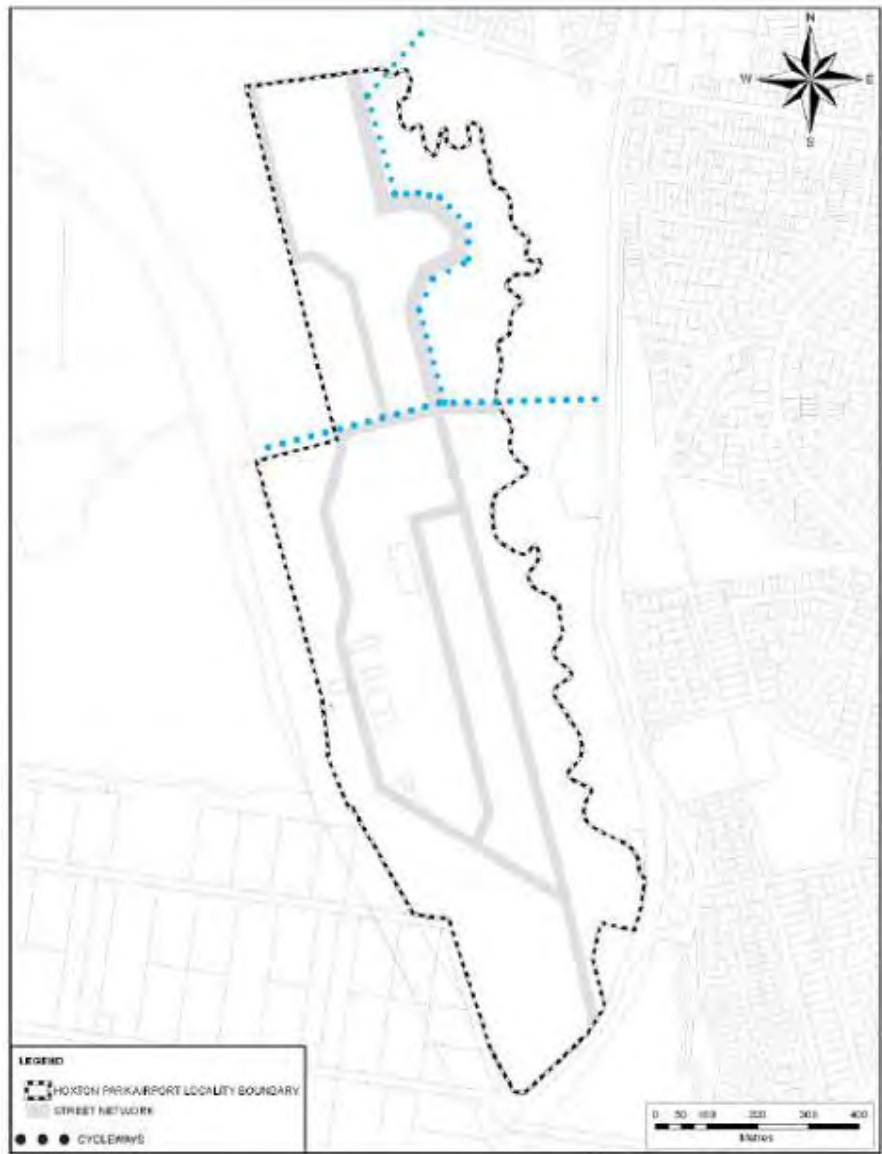 N
W E
S
LEGEND
HOXTON PARK AIRPORT LOCALITY BOUNDARY
STREET NETWORK
CYCLEWAYS
0 50 100 200 300 400
Metres